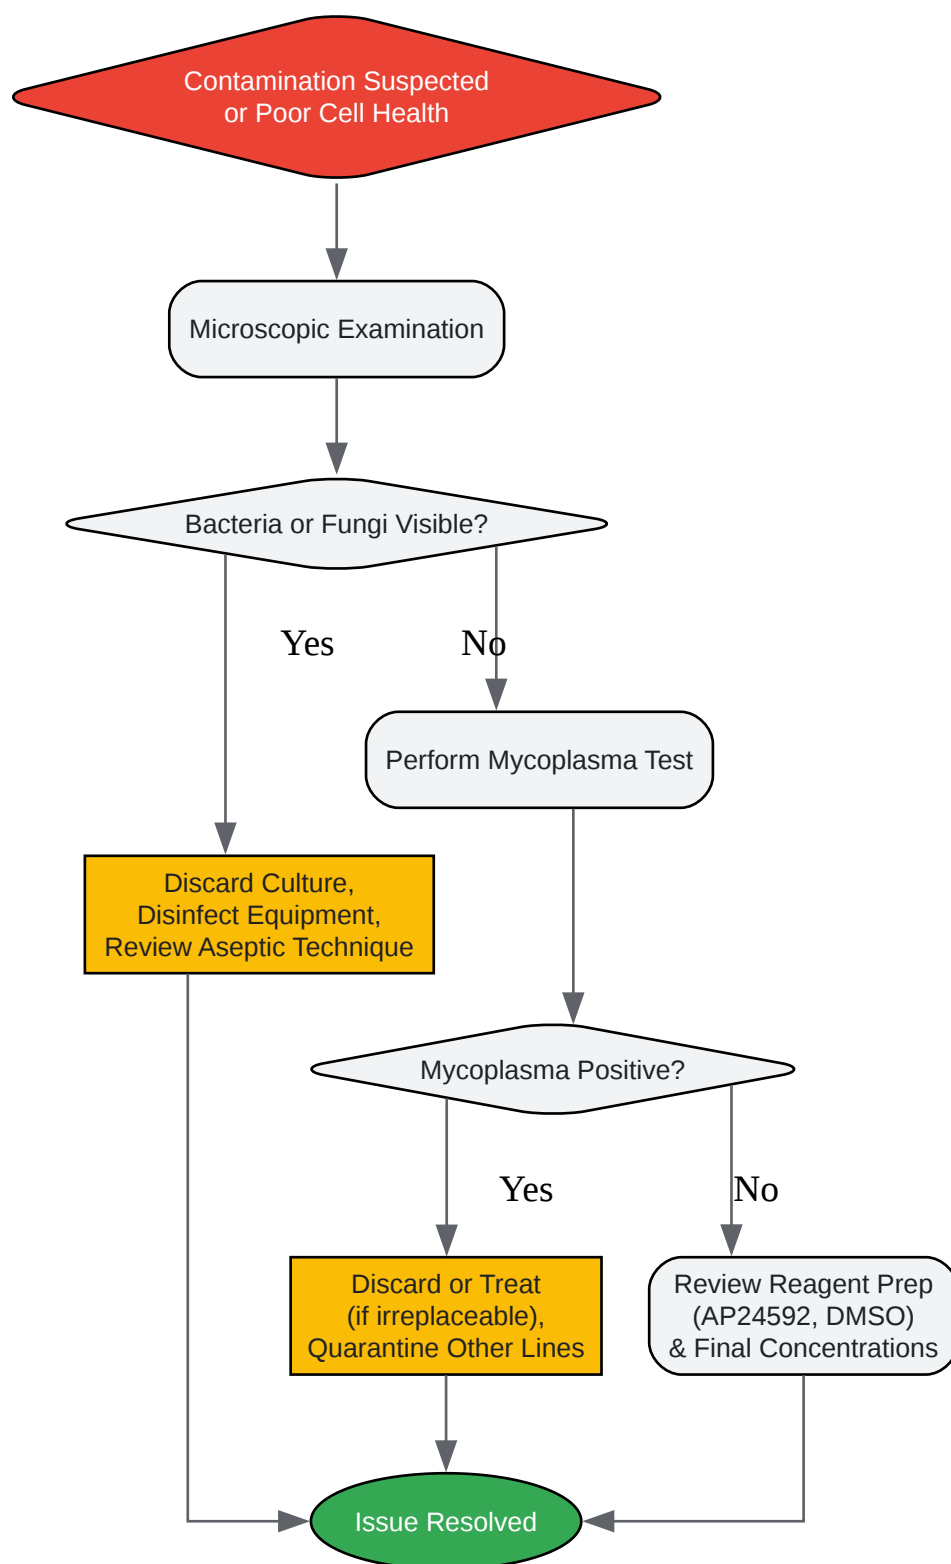 Contamination Suspected
or Poor Cell Health
Microscopic Examination
Bacteria or Fungi Visible?
Yes
No
Perform Mycoplasma Test
Discard Culture,
Disinfect Equipment,
Review Aseptic Technique
Mycoplasma Positive?
Yes
No
Discard or Treat
(if irreplaceable),
Quarantine Other Lines
Review Reagent Prep
(AP24592, DMSO)
& Final Concentrations
Issue Resolved